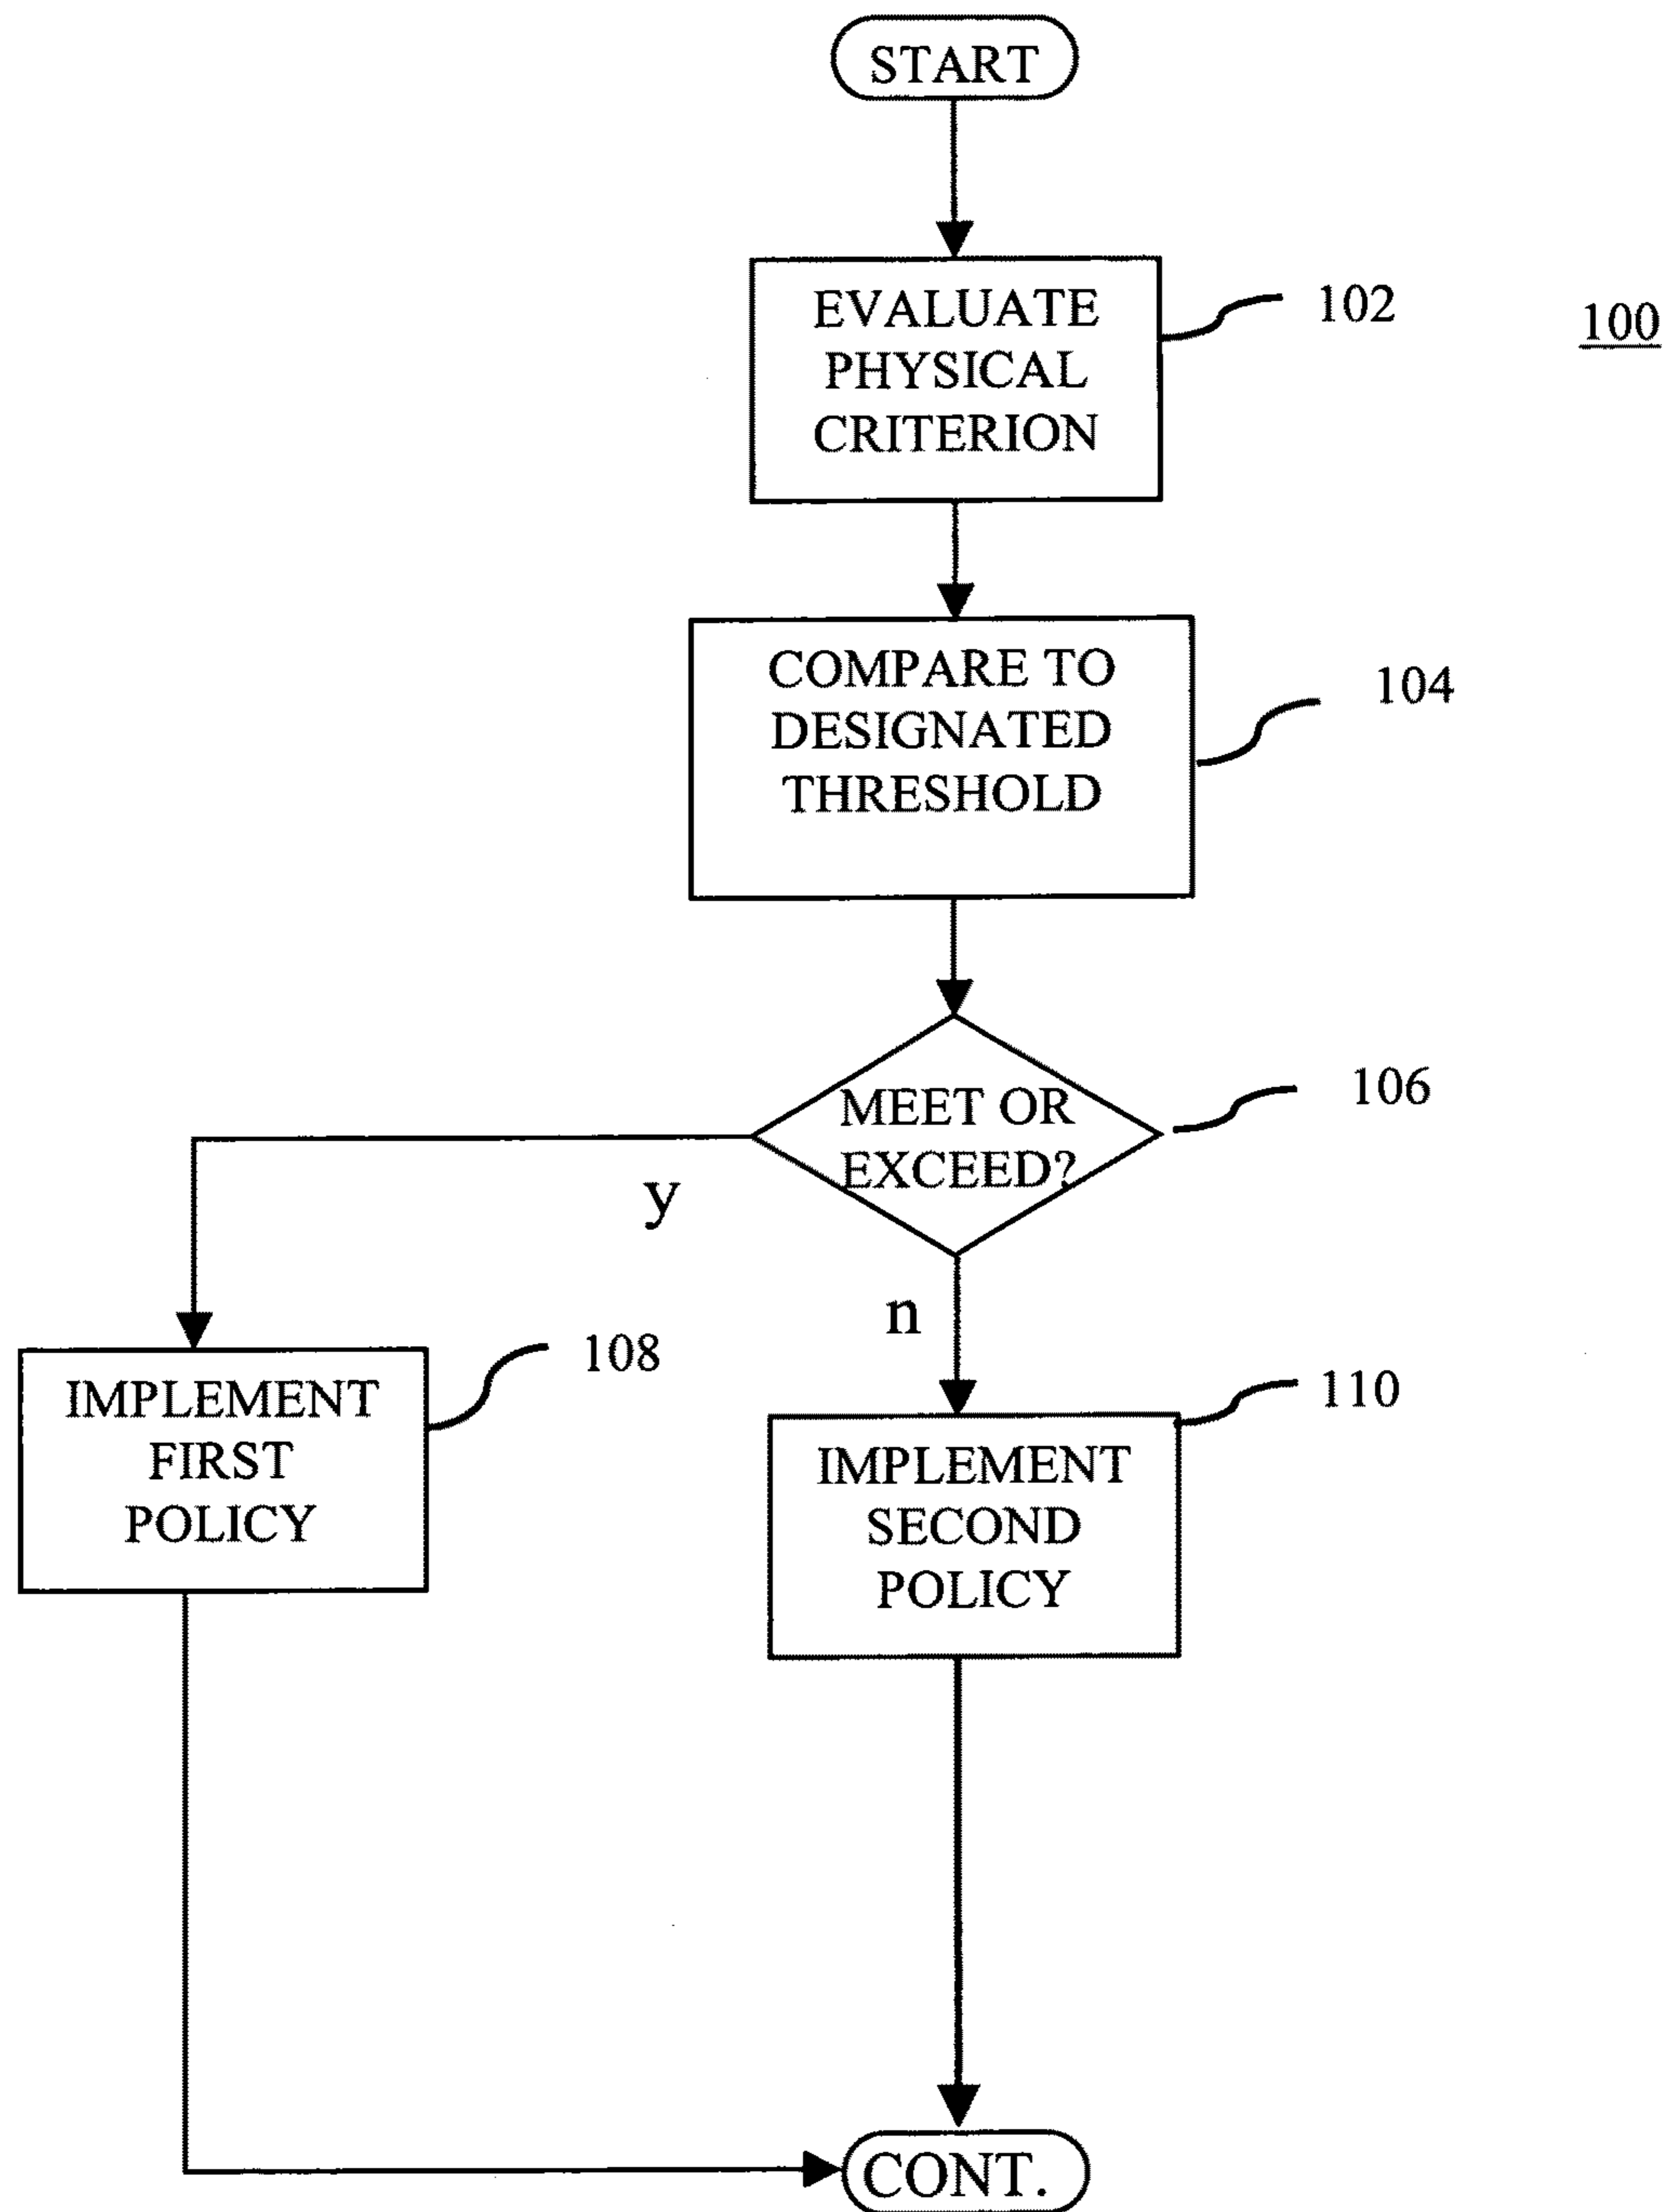 START
EVALUATE
PHYSICAL
CRITERION
102
100
COMPARE TO
DESIGNATED
THRESHOLD
104
MEET OR
EXCEED?
106
y
n
IMPLEMENT
FIRST
POLICY
108
IMPLEMENT
SECOND
POLICY
110
CONT.